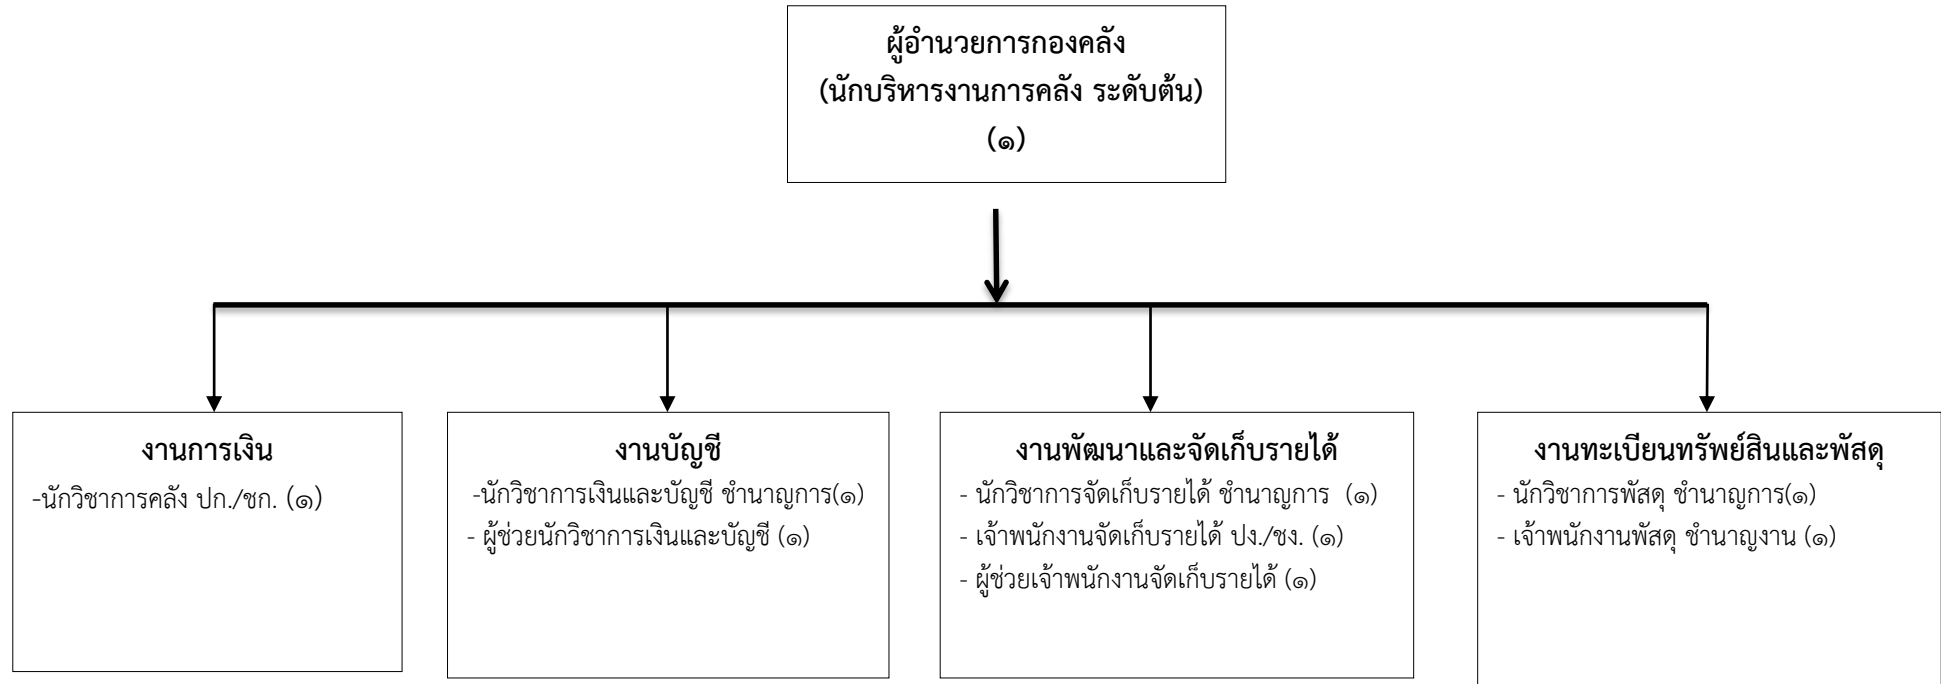 ผู้อำนวยการกองคลัง
(นักบริหารงานการคลัง ระดับต้น)
(๑)
งานการเงิน
-นักวิชาการคลัง ปก./ชก. (๑)
งานบัญชี
-นักวิชาการเงินและบัญชี ชำนาญการ(๑)
- ผู้ช่วยนักวิชาการเงินและบัญชี (๑)
งานพัฒนาและจัดเก็บรายได้
- นักวิชาการจัดเก็บรายได้ ชำนาญการ (๑)
- เจ้าพนักงานจัดเก็บรายได้ ปง./ชง. (๑)
- ผู้ช่วยเจ้าพนักงานจัดเก็บรายได้ (๑)
งานทะเบียนทรัพย์สินและพัสดุ
- นักวิชาการพัสดุ ชำนาญการ(๑)
- เจ้าพนักงานพัสดุ ชำนาญงาน (๑)